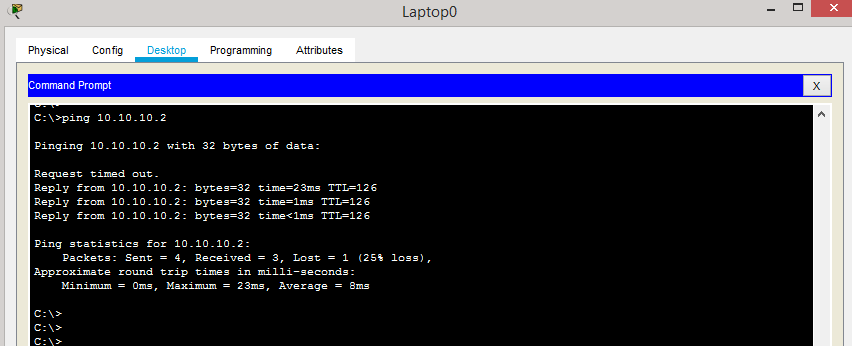 Laptop0
Physical Config Desktop Programming Attributes
Command Prompt X
C:\>
C:\>ping 10.10.10.2
Pinging 10.10.10.2 with 32 bytes of data:
Request timed out.
Reply from 10.10.10.2: bytes=32 time=23ms TTL=126
Reply from 10.10.10.2: bytes=32 time=1ms TTL=126
Reply from 10.10.10.2: bytes=32 time<1ms TTL=126
Ping statistics for 10.10.10.2:
Packets: Sent = 4, Received = 3, Lost = 1 (25% loss),
Approximate round trip times in milli-seconds:
Minimum = 0ms, Maximum = 23ms, Average = 8ms
C:\>
C:\>
C:\>